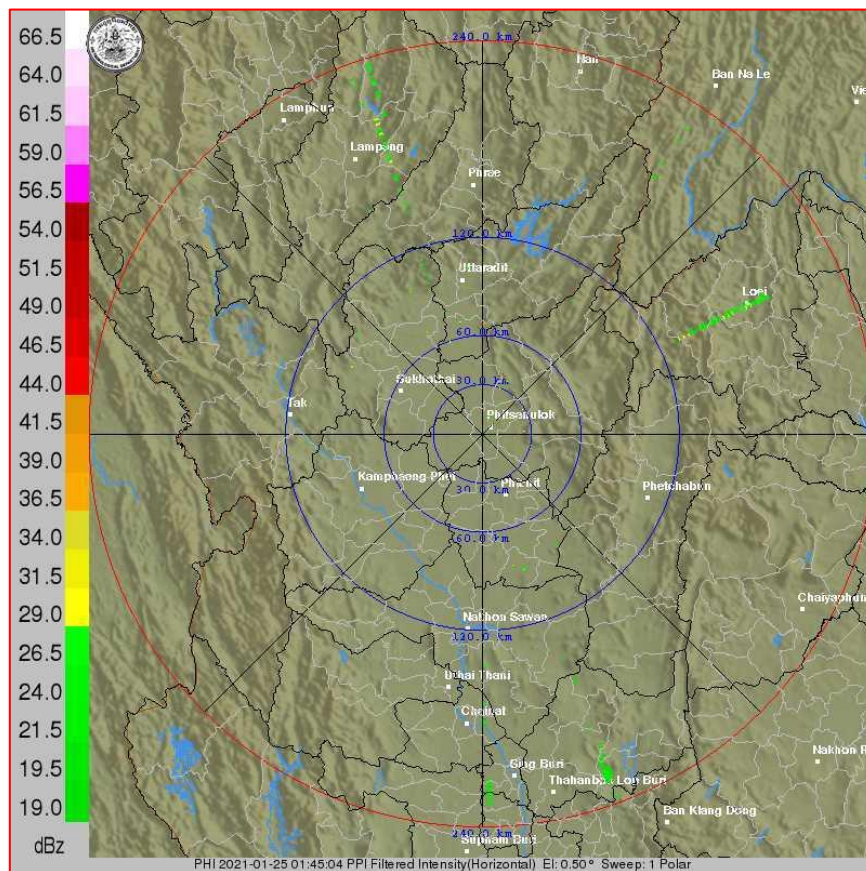 66.5
64.0
61.5
59.0
56.5
54.0
51.5
49.0
46.5
44.0
41.5
39.0
36.5
34.0
31.5
29.0
26.5
24.0
21.5
19.5
19.0
dBz
240.0 km
Nan
Ban Na Le
Vie
Lamphun
Lampang
Phrae
120.0 km
Uttaradit
Loei
60.0 km
30.0 km
Sukhothai
Tak
Phitsanulok
Kamphaeng-Phet
30.0 km
Phichit
Phetchabun
60.0 km
Chaiyaphum
Nakhon Sawan
120.0 km
Uthai Thani
Chainat
Nakhon R
Sing Buri
Thahanbok Lop Buri
Ban Klang Dong
240.0 km
Suphan Buri
PHI 2021-01-25 01:45:04 PPI Filtered Intensity(Horizontal) El: 0.50° Sweep: 1 Polar